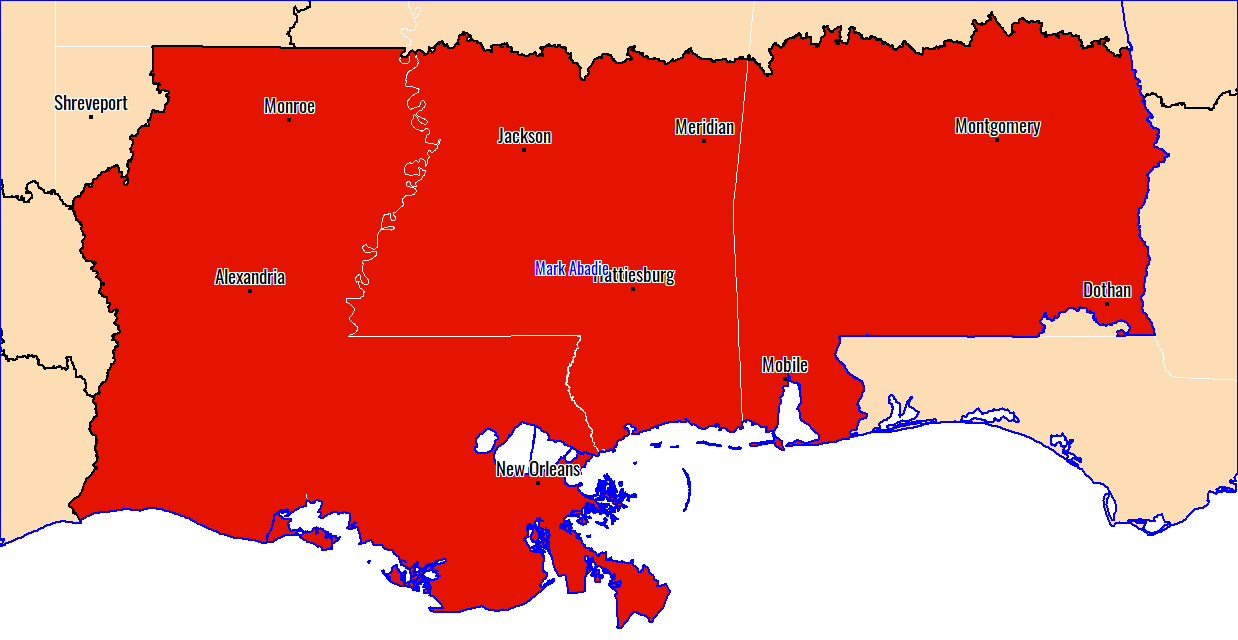 Shreveport
Monroe
Jackson
Meridian
Montgomery
Alexandria
Mark Abadie
Hattiesburg
Dothan
Mobile
New Orleans